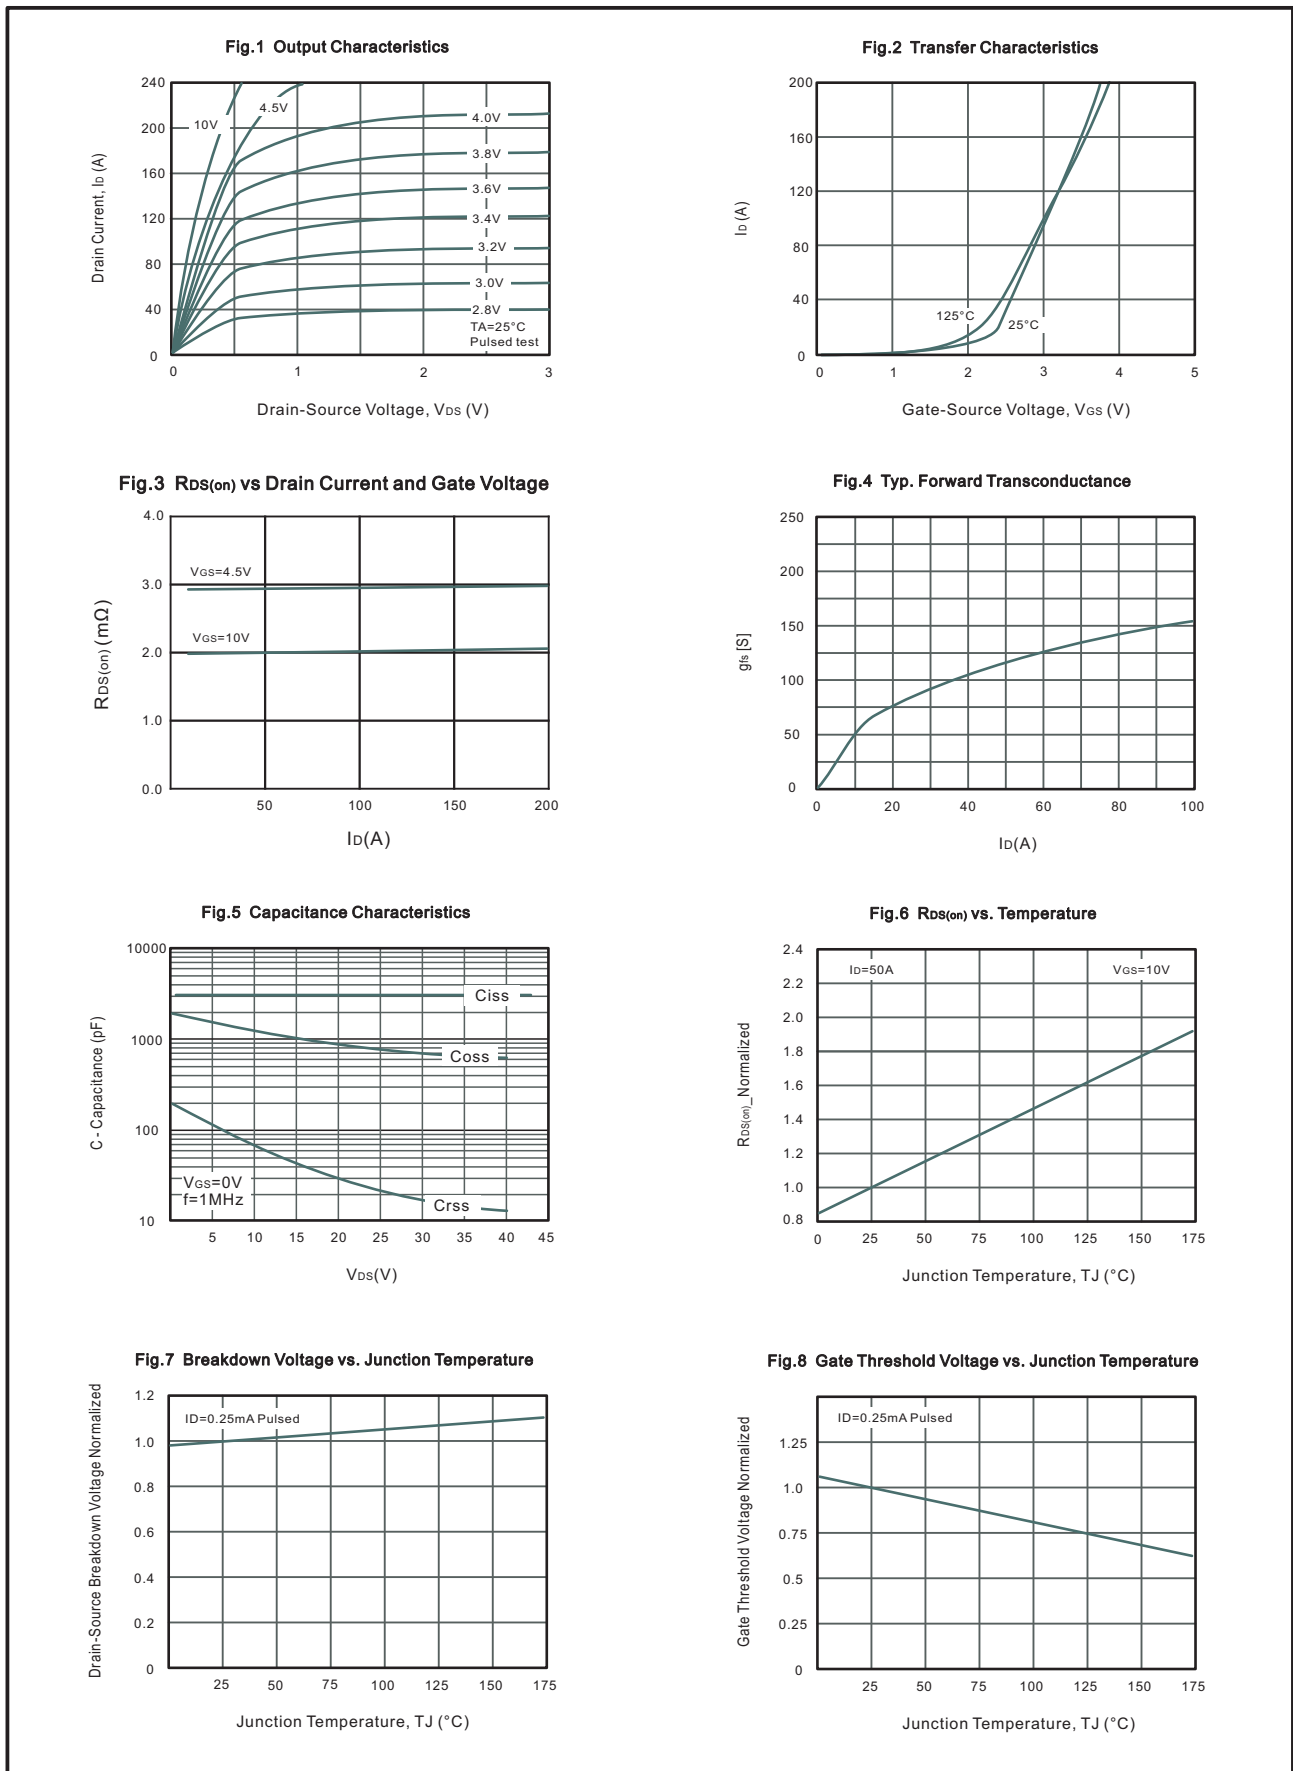 Fig.1 Output Characteristics
240
200
160
120
80
40
0
0
1
2
3
10V
4.5V
4.0V
3.8V
3.6V
3.4V
3.2V
3.0V
2.8V
TA=25°C
Pulsed test
Drain Current, ID (A)
Drain-Source Voltage, VDS (V)
Fig.2 Transfer Characteristics
200
160
120
80
40
0
0
1
2
3
4
5
125°C
25°C
ID (A)
Gate-Source Voltage, VGS (V)
Fig.3 RDS(on) vs Drain Current and Gate Voltage
4.0
3.0
2.0
1.0
0.0
50
100
150
200
VGS=4.5V
VGS=10V
RDS(on) (mΩ)
ID(A)
Fig.4 Typ. Forward Transconductance
250
200
150
100
50
0
0
20
40
60
80
100
gfs [S]
ID(A)
Fig.5 Capacitance Characteristics
10000
1000
100
10
5
10
15
20
25
30
35
40
45
Ciss
Coss
Crss
VGS=0V
f=1MHz
C - Capacitance (pF)
VDS(V)
Fig.6 RDS(on) vs. Temperature
2.4
2.2
2.0
1.8
1.6
1.4
1.2
1.0
0.8
0
25
50
75
100
125
150
175
ID=50A
VGS=10V
RDS(on)_Normalized
Junction Temperature, TJ (°C)
Fig.7 Breakdown Voltage vs. Junction Temperature
1.2
1.0
0.8
0.6
0.4
0.2
0
25
50
75
100
125
150
175
ID=0.25mA Pulsed
Drain-Source Breakdown Voltage Normalized
Junction Temperature, TJ (°C)
Fig.8 Gate Threshold Voltage vs. Junction Temperature
1.25
1.0
0.75
0.5
0.25
0
25
50
75
100
125
150
175
ID=0.25mA Pulsed
Gate Threshold Voltage Normalized
Junction Temperature, TJ (°C)